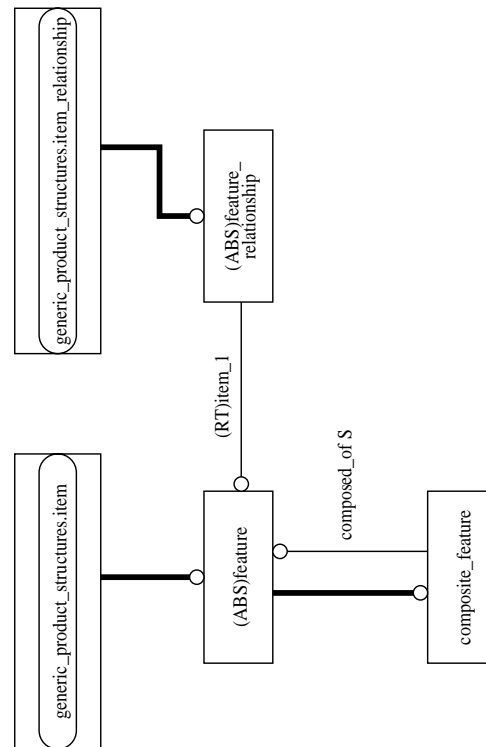 generic_product_structures.item
generic_product_structures.item_relationship
(ABS)feature
(RT)item_1
(ABS)feature_
relationship
composed_of S
composite_feature